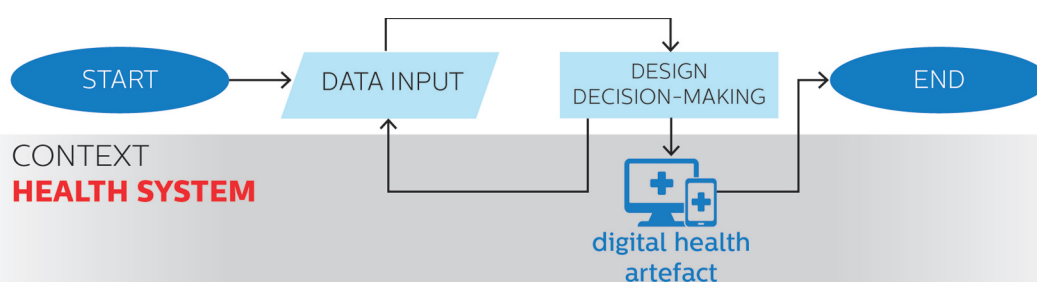 START
DATA INPUT
DESIGN
DECISION-MAKING
END
CONTEXT
HEALTH SYSTEM
digital health
artefact